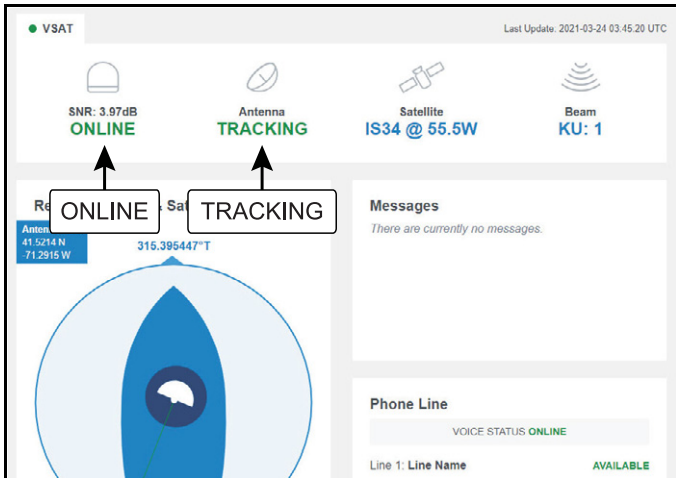 VSAT
Last Update: 2021-03-24 03:45:20 UTC
SNR: 3.97dB
ONLINE
Antenna
TRACKING
Satellite
IS34 @ 55.5W
Beam
KU: 1
ONLINE
TRACKING
Sat
Messages
There are currently no messages.
41.5214 N
-71.2915 W
315.395447°T
Phone Line
VOICE STATUS ONLINE
Line 1: Line Name
AVAILABLE